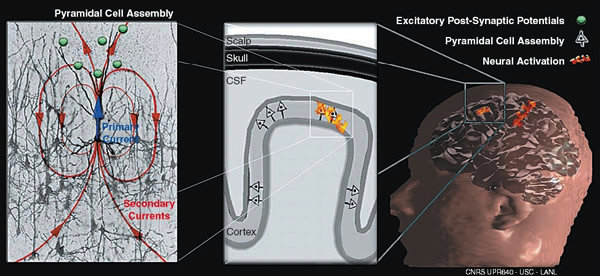 Pyramidal Cell Assembly
Primary
Current
Secondary
Currents
Scalp
Skull
CSF
Cortex
Excitatory Post-Synaptic Potentials
Pyramidal Cell Assembly
Neural Activation
CNRS UPR640 - USC - LANL